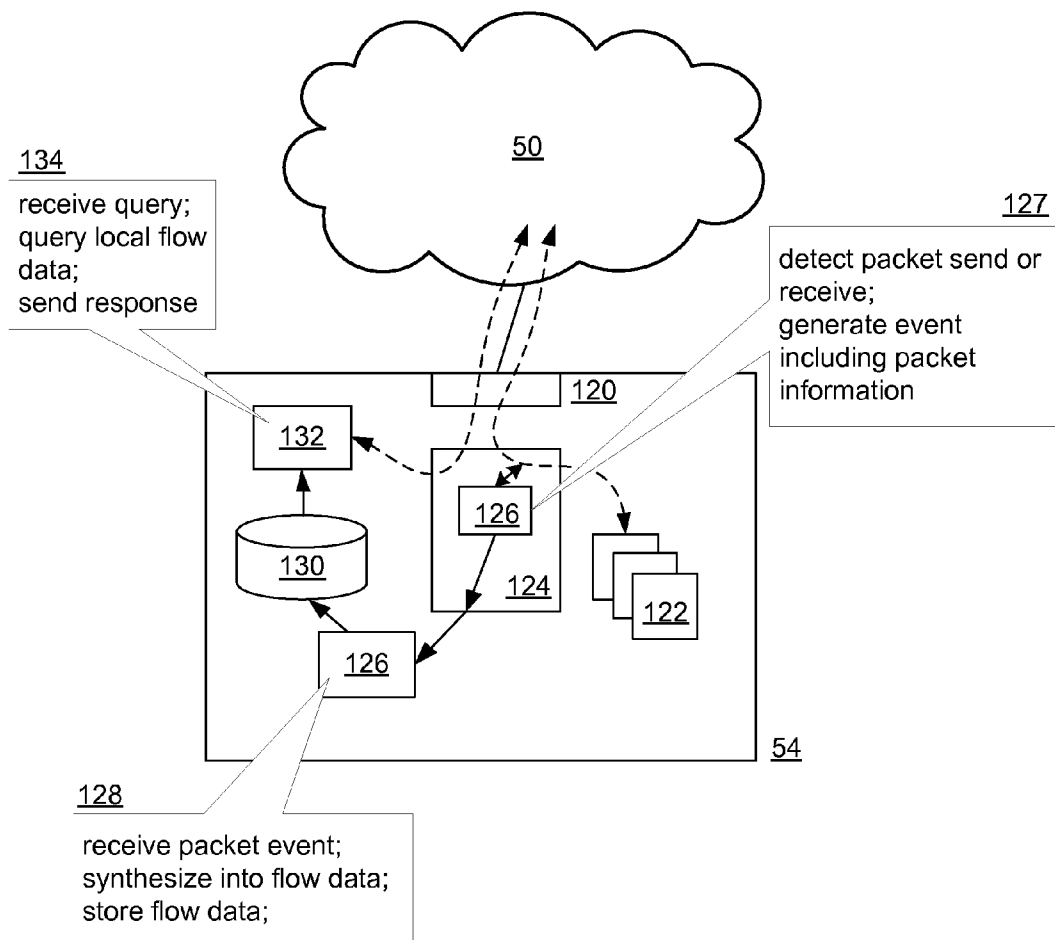 50
134
receive query;
query local flow
data;
send response
127
detect packet send or
receive;
generate event
including packet
information
120
132
126
130
124
122
126
54
128
receive packet event;
synthesize into flow data;
store flow data;